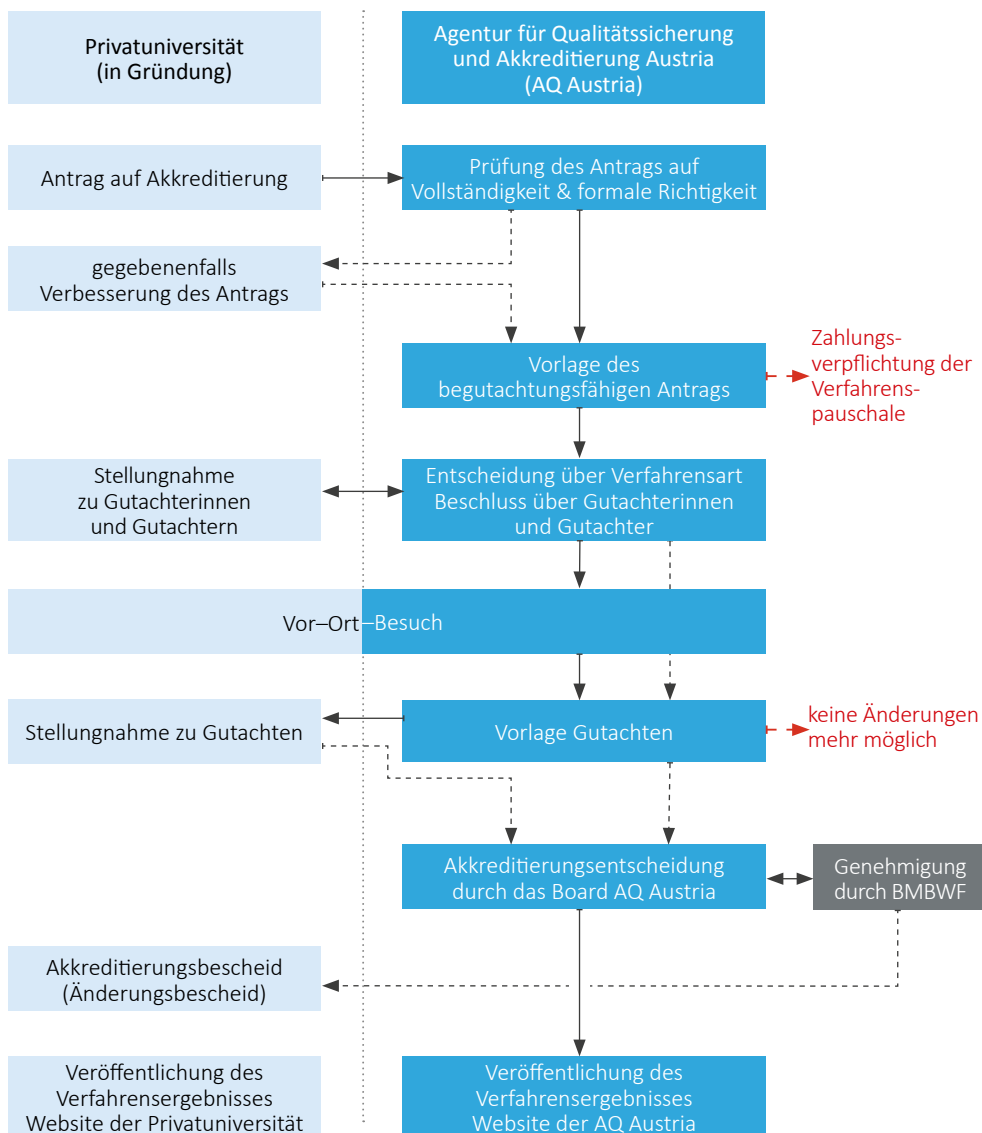 Privatuniversität
(in Gründung)
Agentur für Qualitätssicherung
und Akkreditierung Austria
(AQ Austria)
Antrag auf Akkreditierung
Prüfung des Antrags auf
Vollständigkeit & formale Richtigkeit
gegebenenfalls
Verbesserung des Antrags
Vorlage des
begutachtungsfähigen Antrags
Zahlungs-
verpflichtung der
Verfahrens-
pauschale
Stellungnahme
zu Gutachterinnen
und Gutachtern
Entscheidung über Verfahrensart
Beschluss über Gutachterinnen
und Gutachter
Vor–Ort–Besuch
Stellungnahme zu Gutachten
Vorlage Gutachten
keine Änderungen
mehr möglich
Akkreditierungsentscheidung
durch das Board AQ Austria
Genehmigung
durch BMBWF
Akkreditierungsbescheid
(Änderungsbescheid)
Veröffentlichung des
Verfahrensergebnisses
Website der Privatuniversität
Veröffentlichung des
Verfahrensergebnisses
Website der AQ Austria